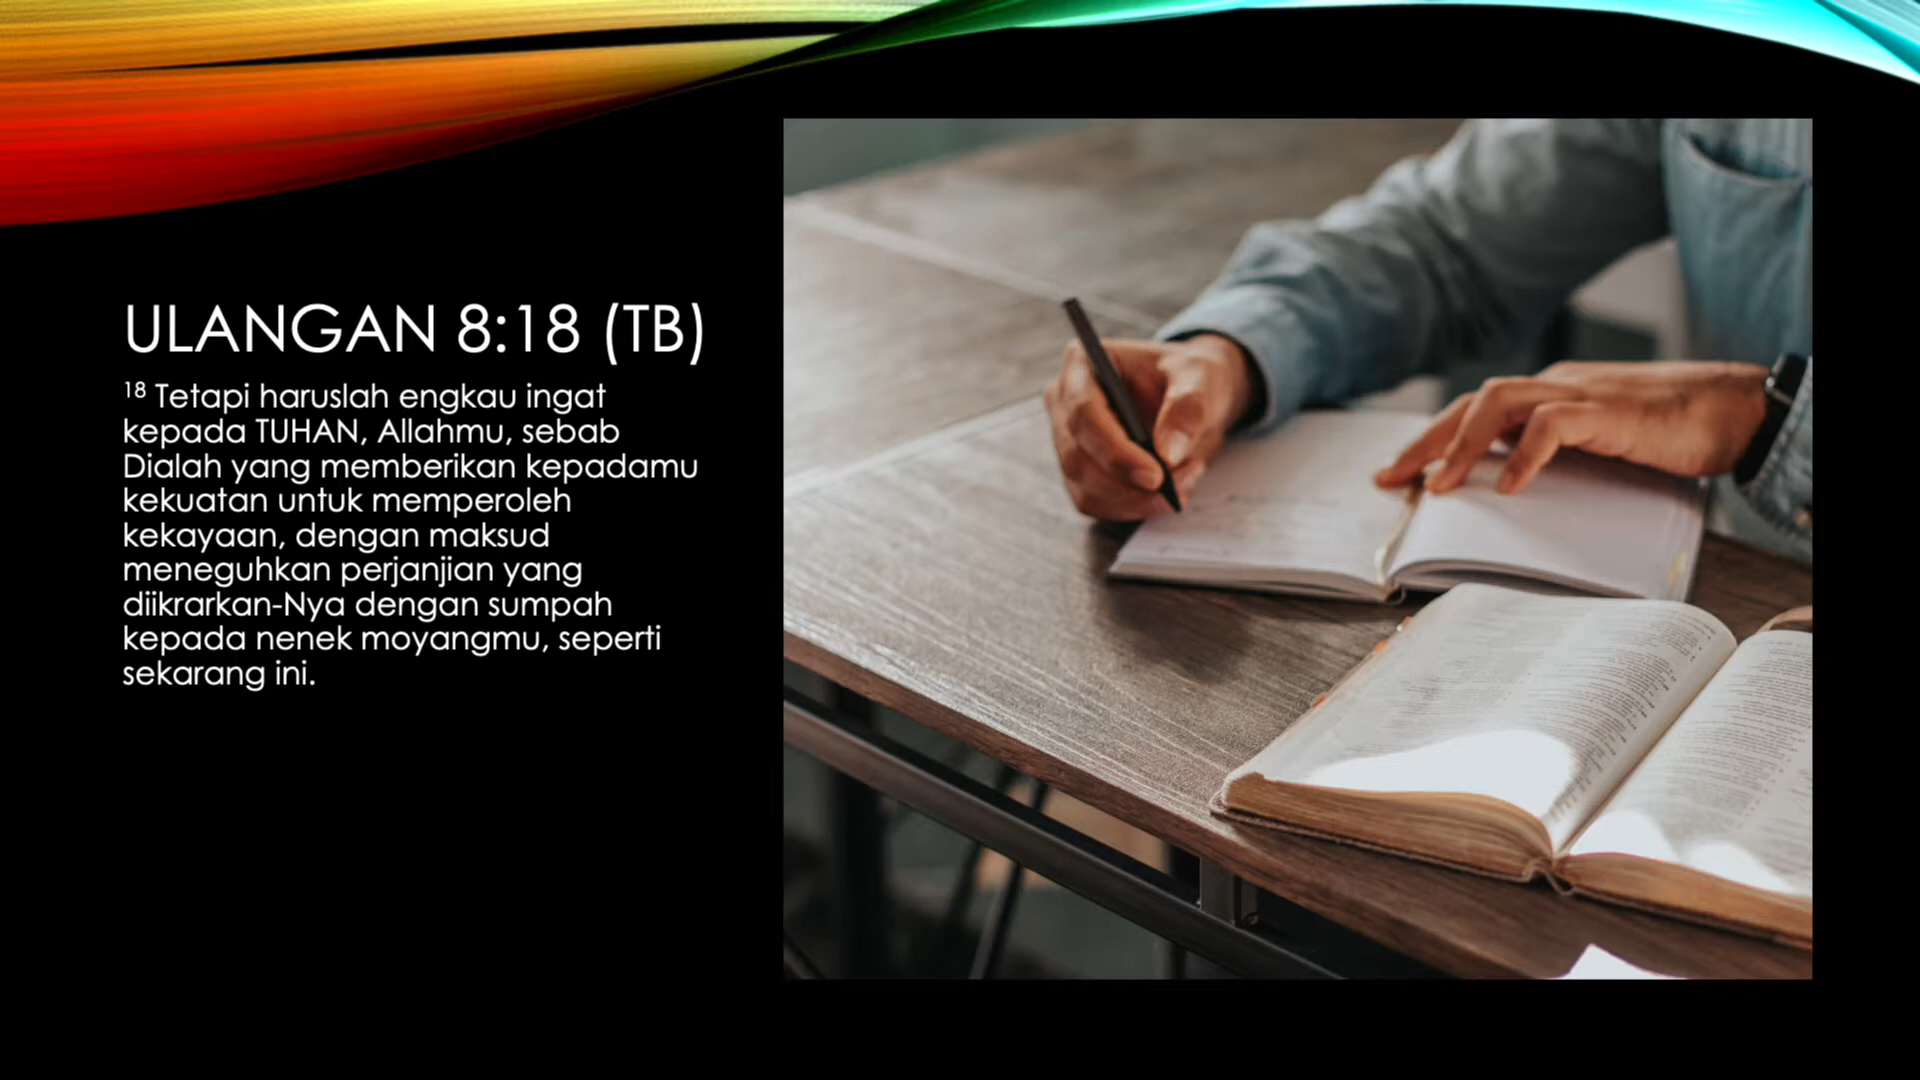 ULANGAN 8:18 (TB)
18 Tetapi haruslah engkau ingat
kepada TUHAN, Allahmu, sebab
Dialah yang memberikan kepadamu
kekuatan untuk memperoleh
kekayaan, dengan maksud
meneguhkan perjanjian yang
diikrarkan-Nya dengan sumpah
kepada nenek moyangmu, seperti
sekarang ini.